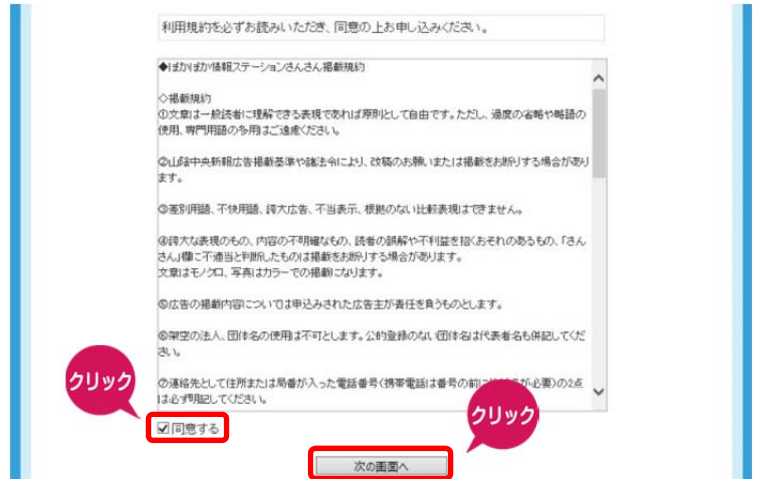 利用規約を必ずお読みいただき、同意の上お申し込みください。
◆ぽかぽか情報ステーションさんさん掲載規約
◇掲載規約
①文章は一般読者に理解できる表現であれば原則として自由です。ただし、過度の省略や略語の
使用、専門用語の多用はご遠慮ください。
②山陰中央新報広告掲載基準や諸法令により、改稿のお願いまたは掲載をお断りする場合があり
ます。
③差別用語、不快用語、誇大広告、不当表示、根拠のない比較表現はできません。
④誇大な表現のもの、内容の不明確なもの、読者の誤解や不利益を招くおそれのあるもの、「さん
さん」欄に不適当と判断したものは掲載をお断りする場合があります。
文章はモノクロ、写真はカラーでの掲載になります。
⑤広告の掲載内容については申込みされた広告主が責任を負うものとします。
⑥架空の法人、団体名の使用は不可とします。公的登録のない団体名は代表者名も併記してくだ
さい。
⑦連絡先として住所または局番が入った電話番号(携帯電話は番号の前に が必要)の2点
は必ず明記してください。
クリック
クリック
同意する
次の画面へ